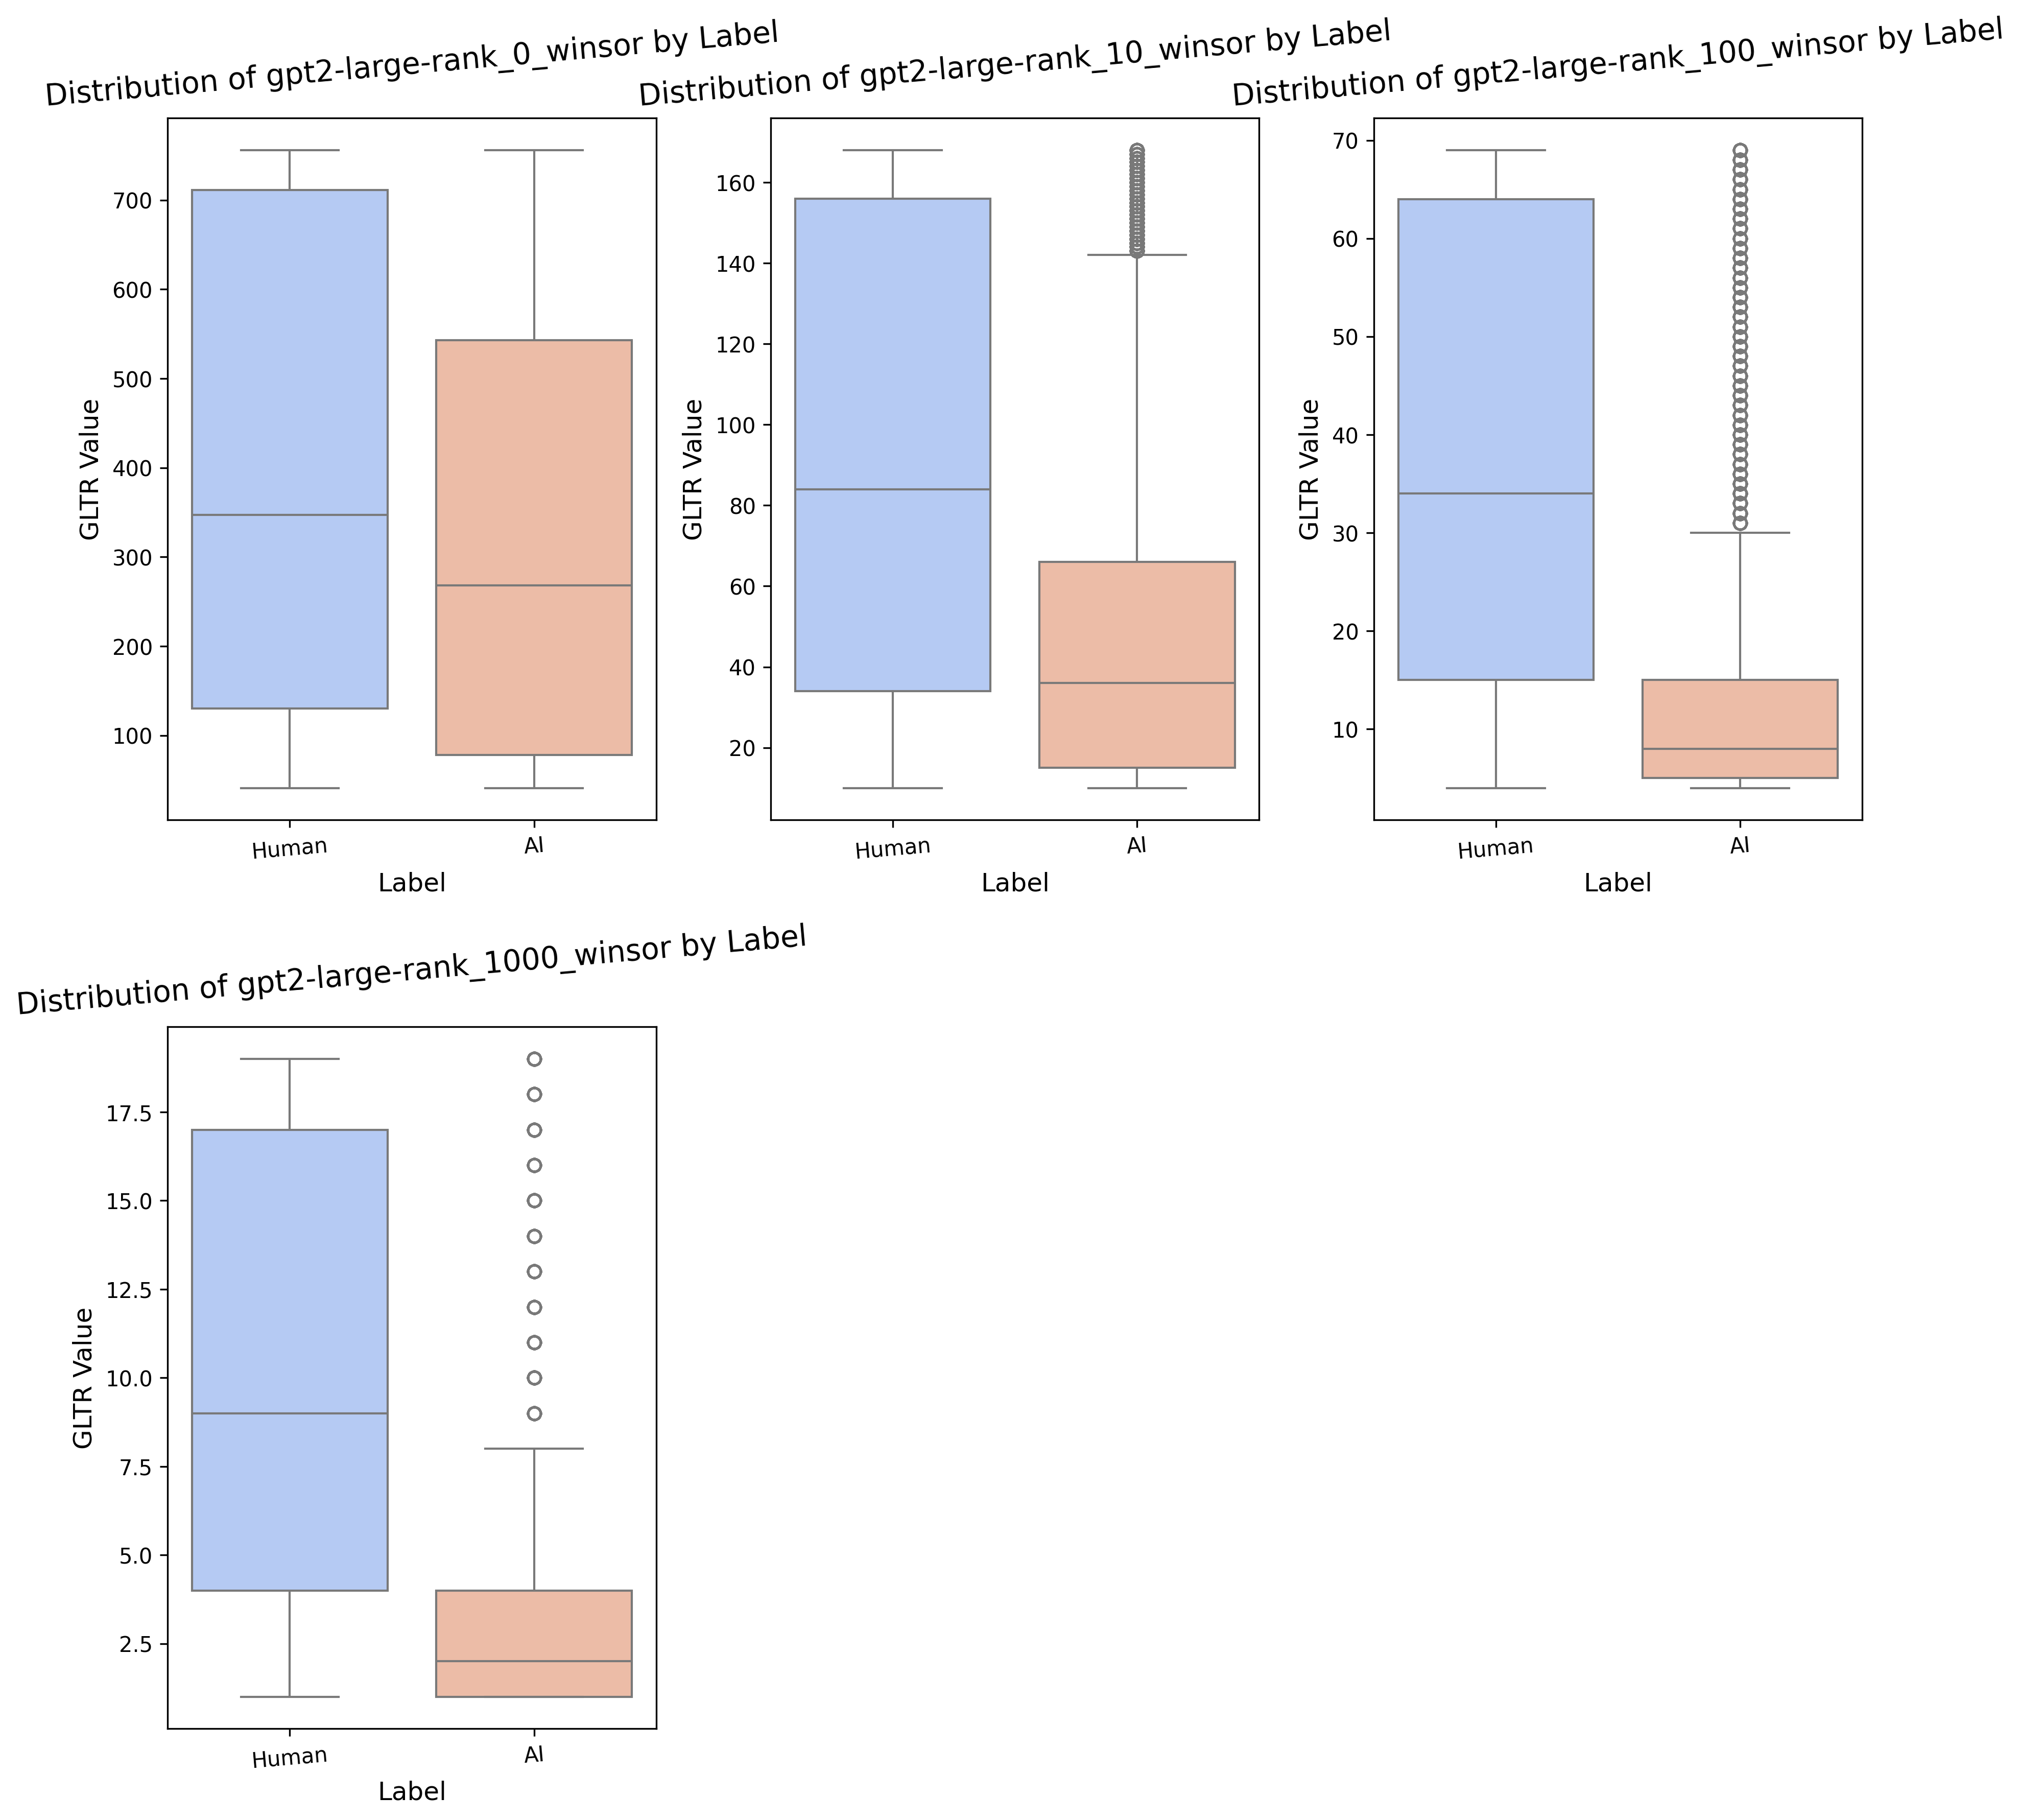 Distribution of gpt2-large-rank_0_winsor by Label
GLTR Value
700
600
500
400
300
200
100
Human
AI
Label
Distribution of gpt2-large-rank_10_winsor by Label
GLTR Value
160
140
120
100
80
60
40
20
Human
AI
Label
Distribution of gpt2-large-rank_100_winsor by Label
GLTR Value
70
60
50
40
30
20
10
Human
AI
Label
Distribution of gpt2-large-rank_1000_winsor by Label
GLTR Value
17.5
15.0
12.5
10.0
7.5
5.0
2.5
Human
AI
Label